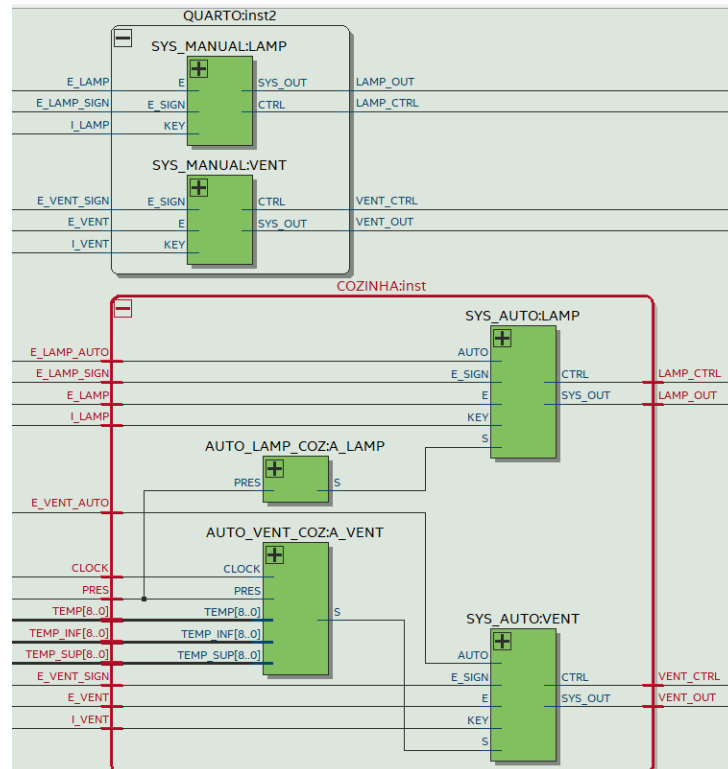 QUARTO:inst2
SYS_MANUAL:LAMP
E_LAMP E SYS_OUT LAMP_OUT
E_LAMP_SIGN E_SIGN CTRL LAMP_CTRL
I_LAMP KEY
SYS_MANUAL:VENT
E_VENT_SIGN E_SIGN CTRL VENT_CTRL
E_VENT E SYS_OUT VENT_OUT
I_VENT KEY
COZINHA:inst
SYS_AUTO:LAMP
E_LAMP_AUTO AUTO
E_LAMP_SIGN E_SIGN CTRL LAMP_CTRL
E_LAMP E SYS_OUT LAMP_OUT
I_LAMP KEY
S
AUTO_LAMP_COZ:A_LAMP
PRES S
E_VENT_AUTO
AUTO_VENT_COZ:A_VENT
CLOCK CLOCK
PRES PRES
TEMP[8..0] TEMP[8..0] S
TEMP_INF[8..0] TEMP_INF[8..0]
TEMP_SUP[8..0] TEMP_SUP[8..0]
SYS_AUTO:VENT
AUTO
E_VENT_SIGN E_SIGN CTRL VENT_CTRL
E_VENT E SYS_OUT VENT_OUT
I_VENT KEY
S